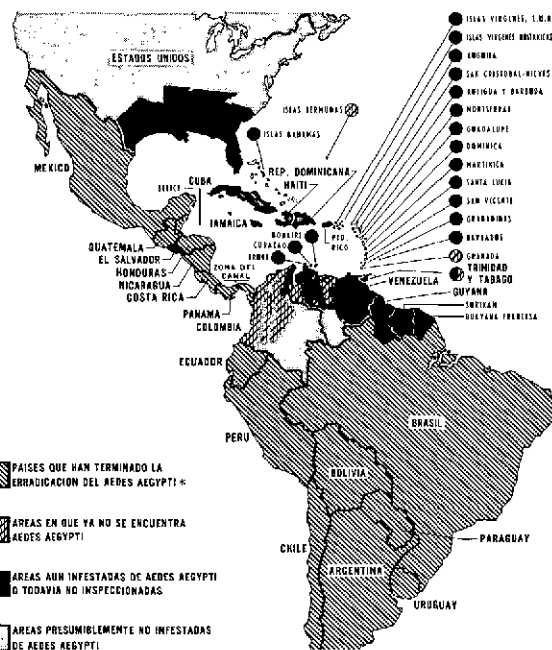 ESTADOS UNIDOS
ISLAS BERMUDAS
ISLAS BAHAMAS
ISLAS VIRGENES, E.U.A
ISLAS VIRGENES BRITANICAS
ANGUILA
SAN CRISTOBAL-NIEVES
ANTIGUA Y BARBUDA
MONTSERRAT
GUADALUPE
DOMINICA
MARTINICA
SANTA LUCIA
SAN VICENTE
GRANADINAS
BARBADOS
GRANADA
TRINIDAD
Y TABAGO
MEXICO
BELICE
CUBA
REP. DOMINICANA
HAITI
JAMAICA
PTO.
RICO
BONAIRE
CURAZAO
ARUBA
GUATEMALA
EL SALVADOR
HONDURAS
NICARAGUA
COSTA RICA
ZONA DEL
CANAL
PANAMA
COLOMBIA
VENEZUELA
GUYANA
SURINAM
GUAYANA FRANCESA
ECUADOR
PERU
BRASIL
BOLIVIA
PARAGUAY
CHILE
ARGENTINA
URUGUAY
PAISES QUE HAN TERMINADO LA
ERRADICACION DEL AEDES AEGYPTI *
AREAS EN QUE YA NO SE ENCUENTRA
AEDES AEGYPTI
AREAS AUN INFESTADAS DE AEDES AEGYPTI
O TODAVIA NO INSPECCIONADAS
AREAS PRESUMIBLEMENTE NO INFESTADAS
DE AEDES AEGYPTI